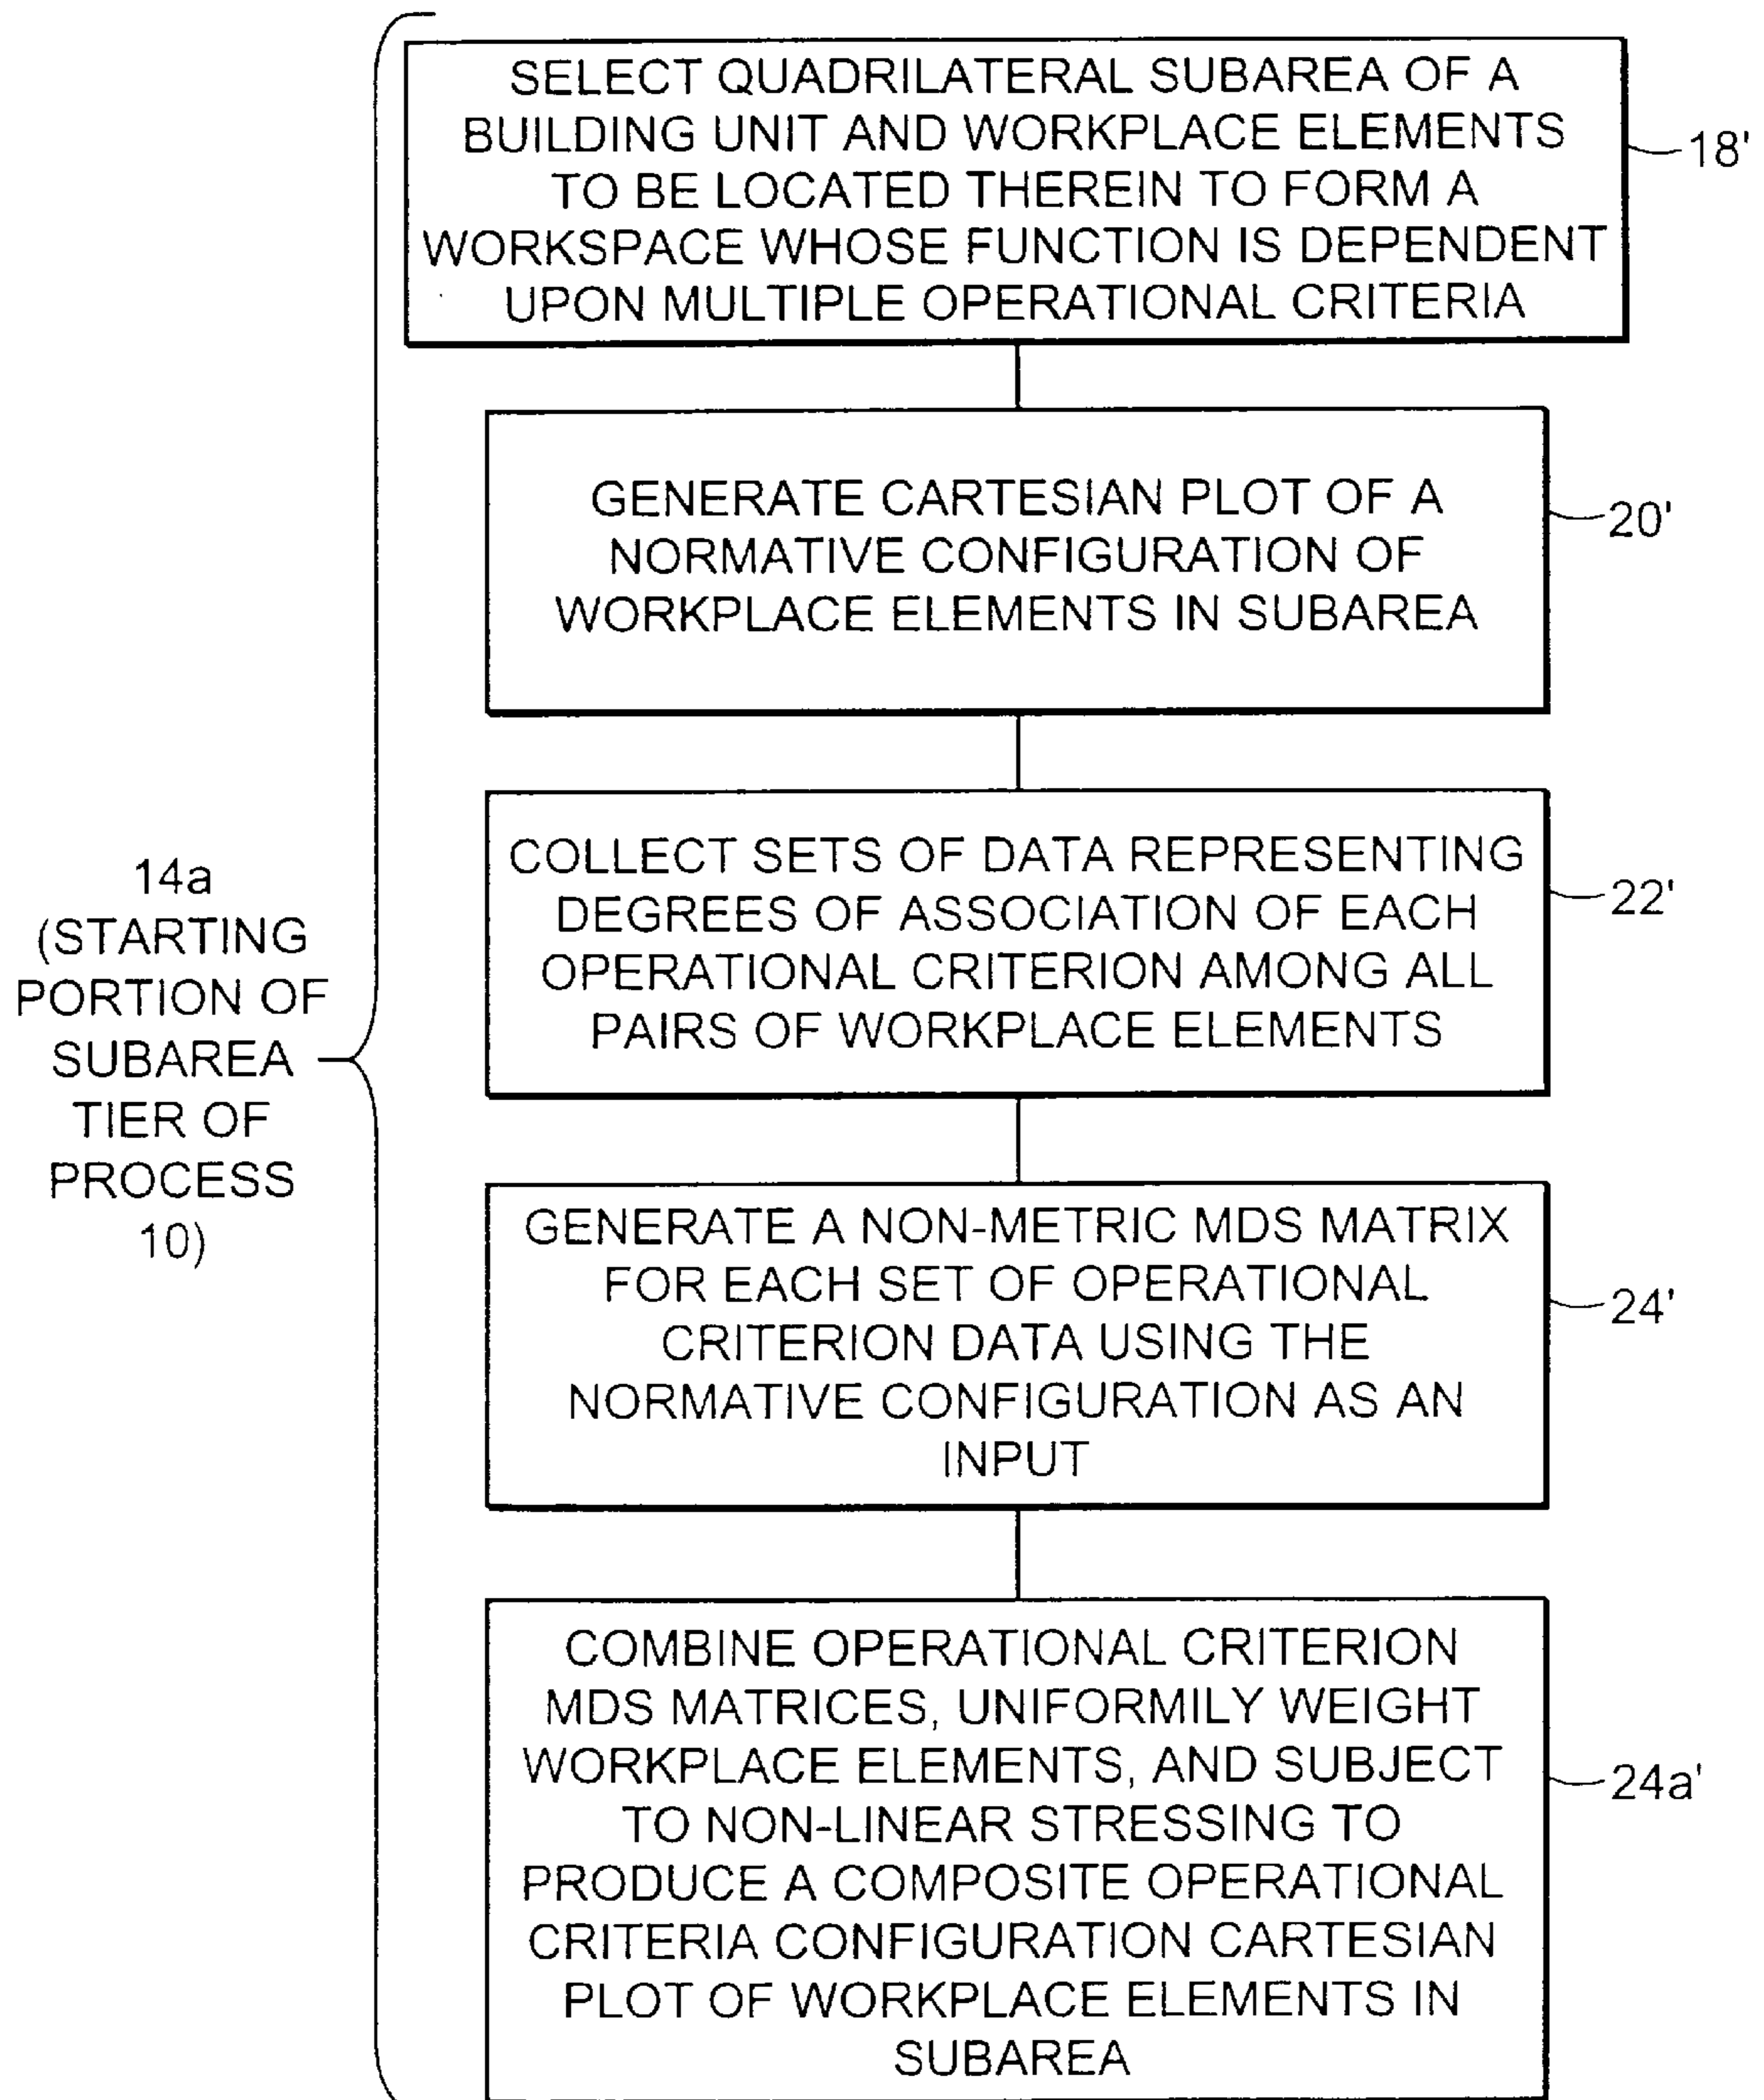 SELECT QUADRILATERAL SUBAREA OF A
BUILDING UNIT AND WORKPLACE ELEMENTS
TO BE LOCATED THEREIN TO FORM A
WORKSPACE WHOSE FUNCTION IS DEPENDENT
UPON MULTIPLE OPERATIONAL CRITERIA
18'
GENERATE CARTESIAN PLOT OF A
NORMATIVE CONFIGURATION OF
WORKPLACE ELEMENTS IN SUBAREA
20'
COLLECT SETS OF DATA REPRESENTING
DEGREES OF ASSOCIATION OF EACH
OPERATIONAL CRITERION AMONG ALL
PAIRS OF WORKPLACE ELEMENTS
22'
14a
(STARTING
PORTION OF
SUBAREA
TIER OF
PROCESS
10)
GENERATE A NON-METRIC MDS MATRIX
FOR EACH SET OF OPERATIONAL
CRITERION DATA USING THE
NORMATIVE CONFIGURATION AS AN
INPUT
24'
COMBINE OPERATIONAL CRITERION
MDS MATRICES, UNIFORMILY WEIGHT
WORKPLACE ELEMENTS, AND SUBJECT
TO NON-LINEAR STRESSING TO
PRODUCE A COMPOSITE OPERATIONAL
CRITERIA CONFIGURATION CARTESIAN
PLOT OF WORKPLACE ELEMENTS IN
SUBAREA
24a'